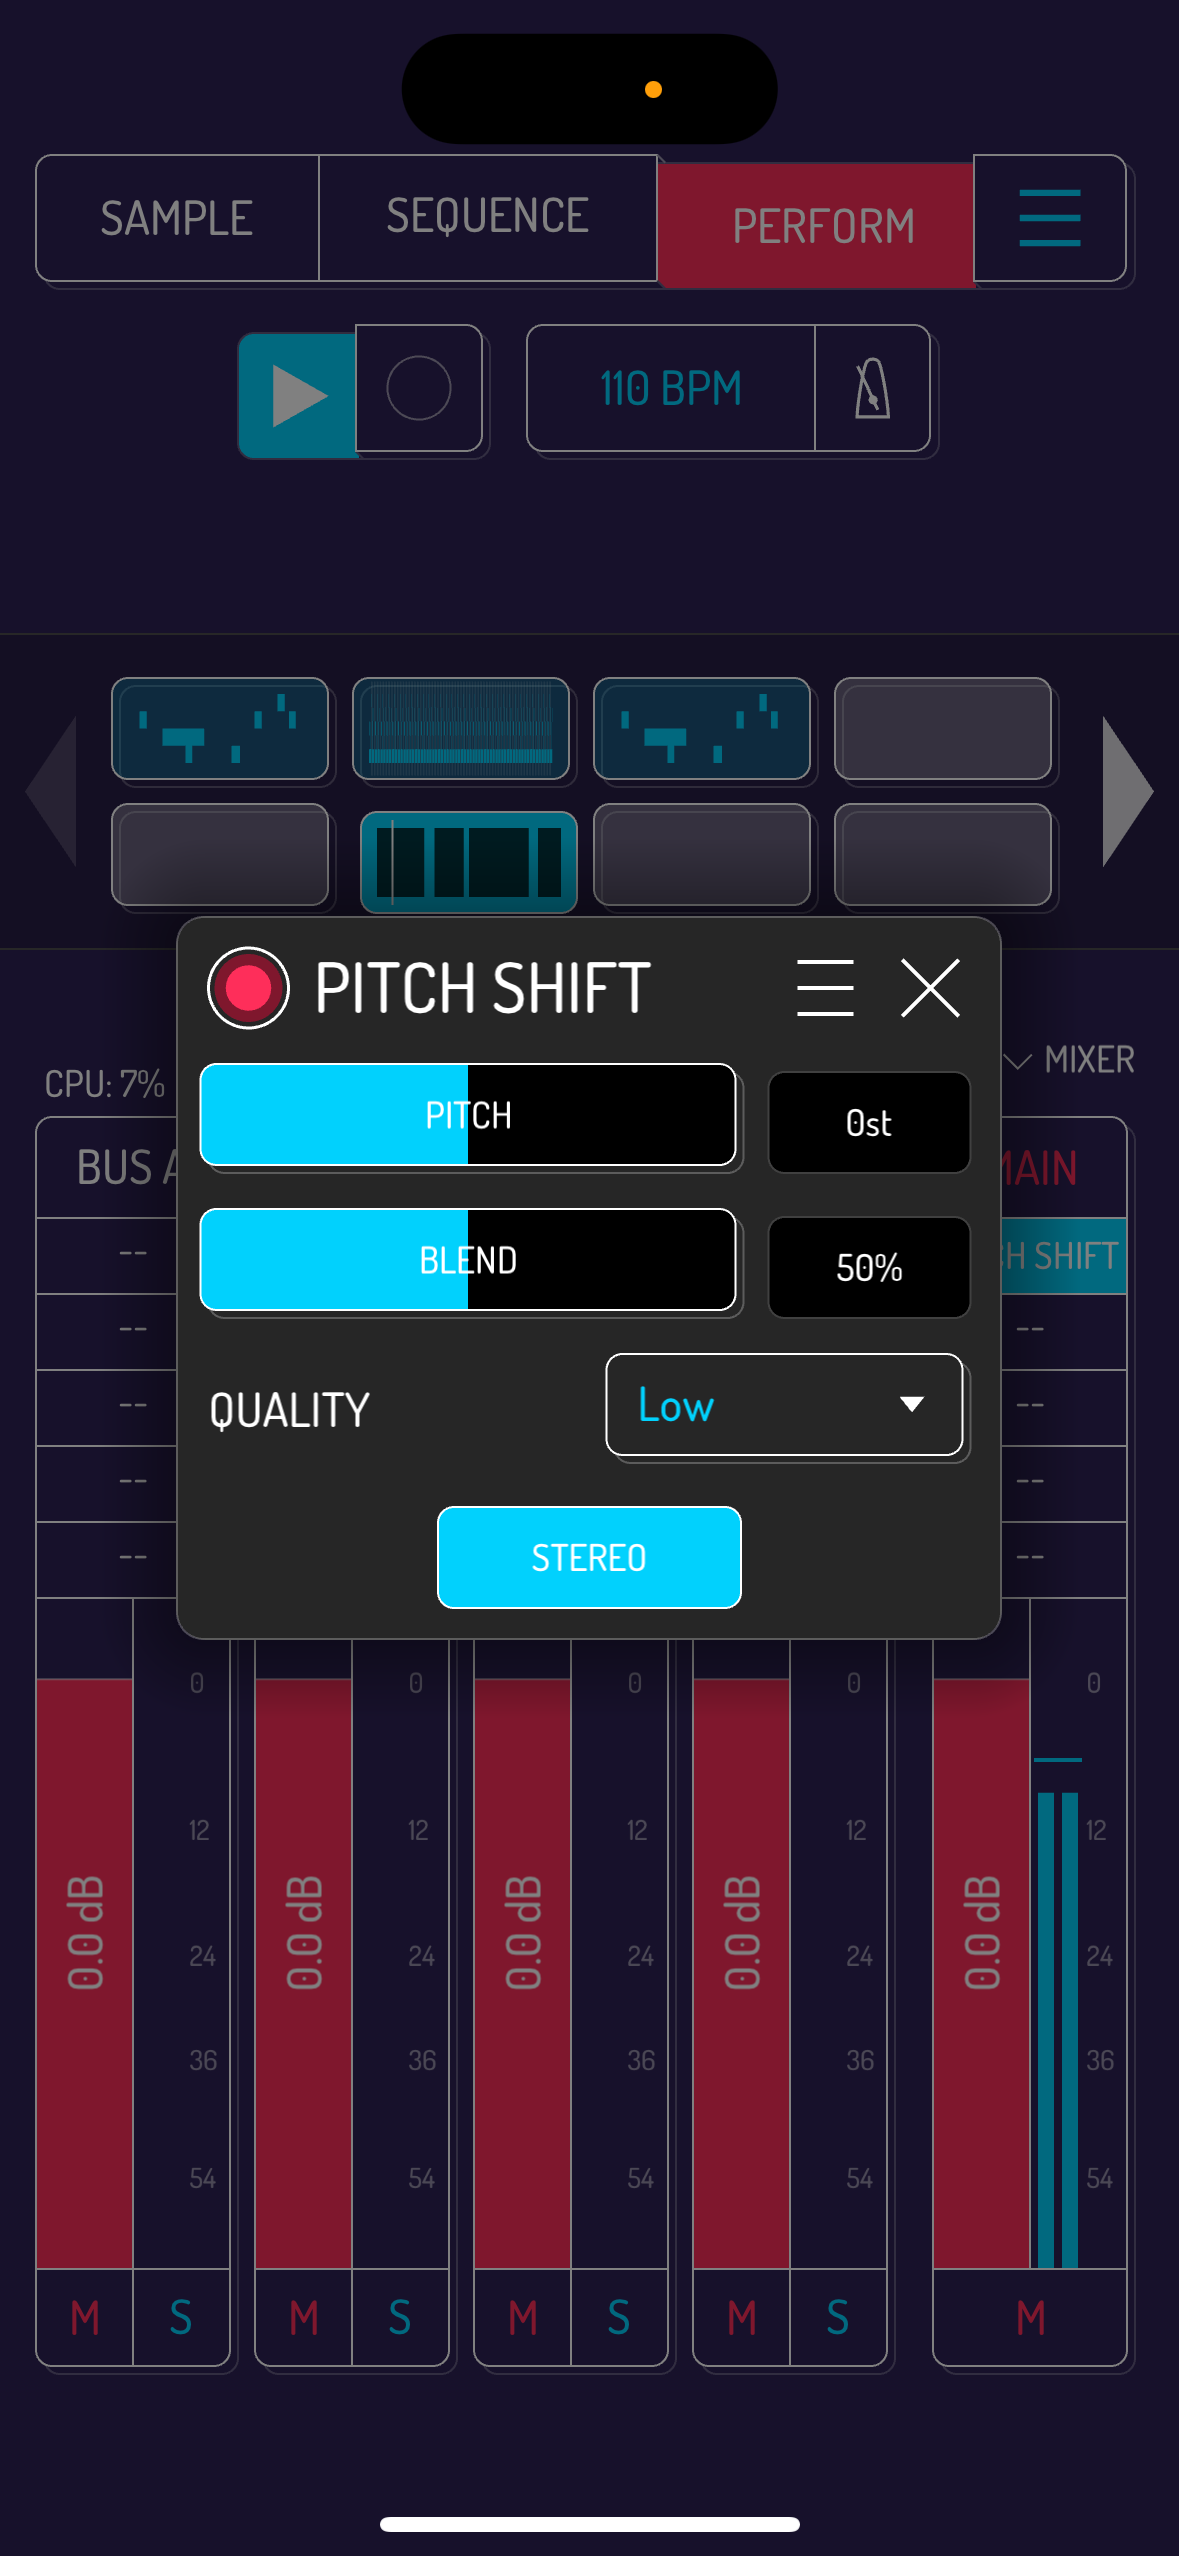 SAMPLE SEQUENCE PERFORM
110 BPM
PITCH SHIFT
CPU: 7% MIXER
PITCH 0st
BUS A MAIN
-- BLEND 50% CH SHIFT
-- --
-- QUALITY Low --
-- --
-- STEREO --
0 0 0 0 0
12 12 12 12 12
0.0 dB 0.0 dB 0.0 dB 0.0 dB 0.0 dB
24 24 24 24 24
36 36 36 36 36
54 54 54 54 54
M S M S M S M S M